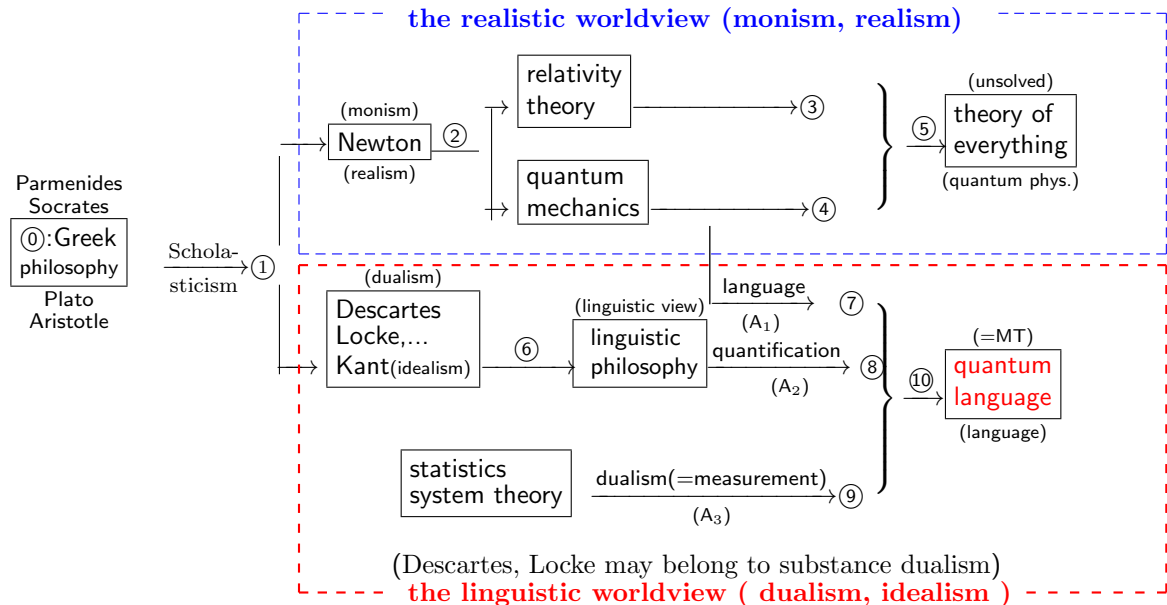 the realistic worldview (monism, realism)
(monism)
Newton
(realism)
②
relativity
theory
③
quantum
mechanics
④
⑤
(unsolved)
theory of
everything
(quantum phys.)
Parmenides
Socrates
⓪:Greek
philosophy
Plato
Aristotle
Schola-
sticism
①
(dualism)
Descartes
Locke,...
Kant(idealism)
⑥
(linguistic view)
linguistic
philosophy
language
(A₁)
⑦
quantification
(A₂)
⑧
statistics
system theory
dualism(=measurement)
(A₃)
⑨
⑩
(=MT)
quantum
language
(language)
(Descartes, Locke may belong to substance dualism)
the linguistic worldview ( dualism, idealism )